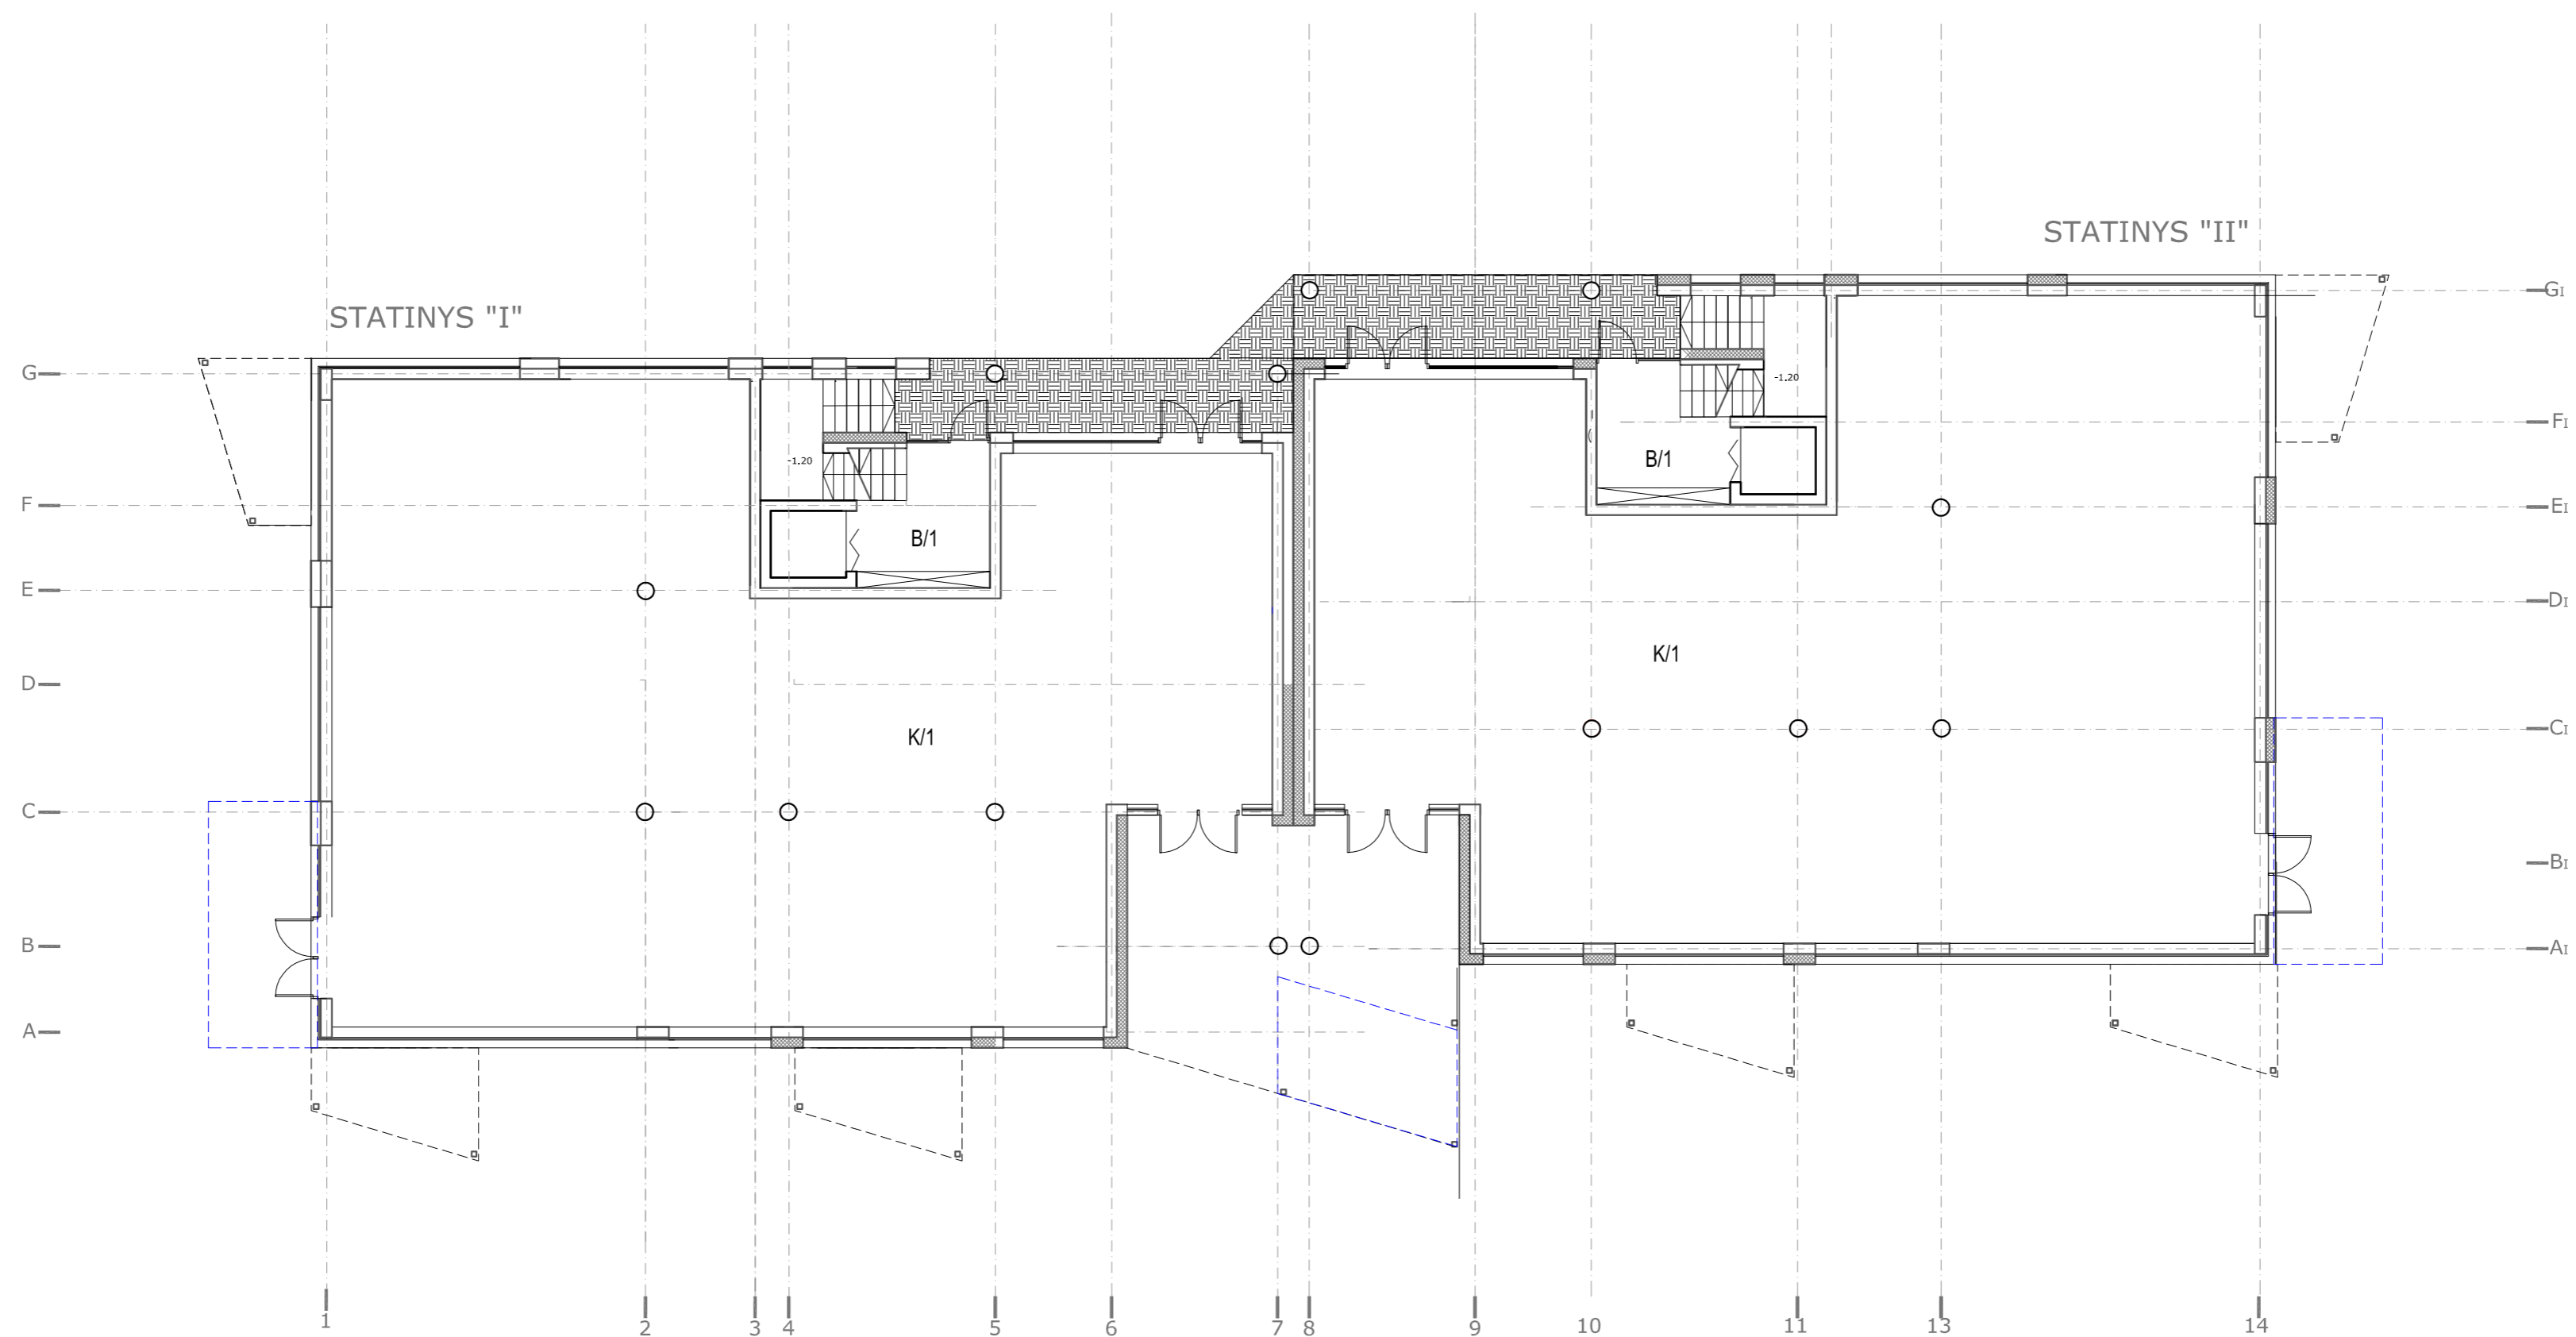 STATINYS "II"
STATINYS "I"
GI
G
-1.20
FI
B/1
-1.20
F
EI
B/1
E
DI
K/1
D
CI
K/1
C
BI
B
AI
A
1 2 3 4 5 6 7 8 9 10 11 13 14